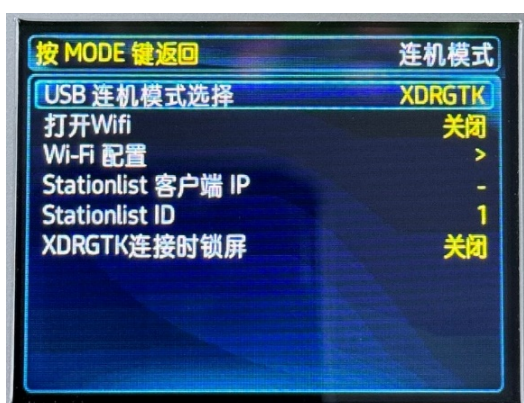 按 MODE 键返回 连机模式
USB 连机模式选择 XDRGTK
打开Wifi 关闭
Wi-Fi 配置 >
Stationlist 客户端 IP -
Stationlist ID 1
XDRGTK连接时锁屏 关闭